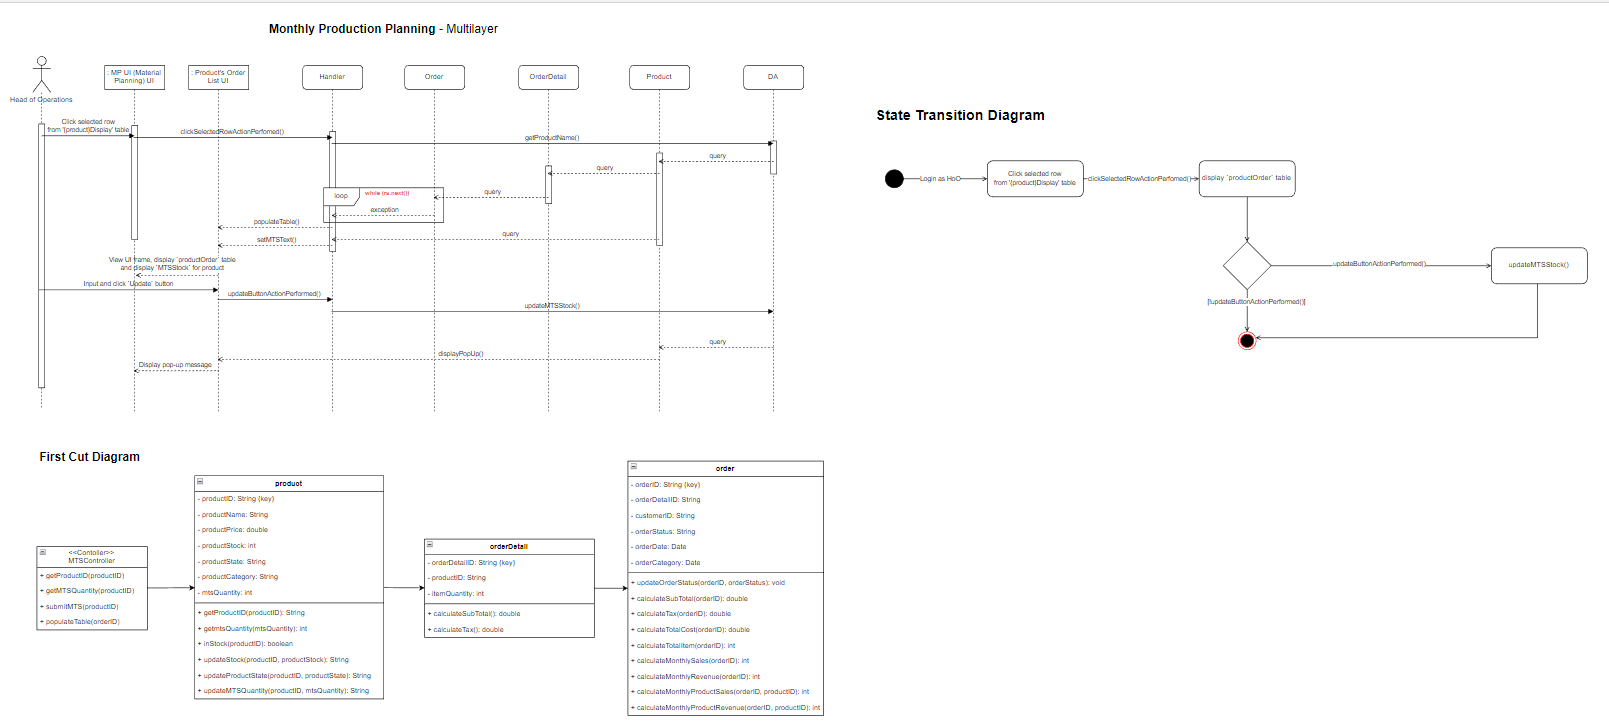 Monthly Production Planning - Multilayer
Head of Operations
: MP UI (Material
Planning) UI
: Product's Order
List UI
Handler
Order
OrderDetail
Product
DA
Click selected row
from '(product)Display' table
clickSelectedRowActionPerfomed()
getProductName()
query
query
query
loop
while (rs.next())
exception
populateTable()
setMTSText()
query
View UI frame, display `productOrder` table
and display `MTSStock` for product
Input and click `Update` button
updateButtonActionPerformed()
updateMTSStock()
query
displayPopUp()
Display pop-up message
State Transition Diagram
Login as HoO
Click selected row
from '(product)Display' table
clickSelectedRowActionPerfomed()
display `productOrder` table
updateButtonActionPerformed()
updateMTSStock()
[!updateButtonActionPerformed()]
First Cut Diagram
<<Contoller>>
MTSController
+ getProductID(productID)
+ getMTSQuantity(productID)
+ submitMTS(productID)
+ populateTable(orderID)
product
- productID: String {key}
- productName: String
- productPrice: double
- productStock: int
- productState: String
- productCategory: String
- mtsQuantity: int
+ getProductID(productID): String
+ getmtsQuantity(mtsQuantity): int
+ inStock(productID): boolean
+ updateStock(productID, productStock): String
+ updateProductState(productID, productState): String
+ updateMTSQuantity(productID, mtsQuantity): String
orderDetail
- orderDetailID: String {key}
- productID: String
- itemQuantity: int
+ calculateSubTotal(): double
+ calculateTax(): double
order
- orderID: String {key}
- orderDetailID: String
- customerID: String
- orderStatus: String
- orderDate: Date
- orderCategory: Date
+ updateOrderStatus(orderID, orderStatus): void
+ calculateSubTotal(orderID): double
+ calculateTax(orderID): double
+ calculateTotalCost(orderID): double
+ calculateTotalItem(orderID): int
+ calculateMonthlySales(orderID): int
+ calculateMonthlyRevenue(orderID): int
+ calculateMonthlyProductSales(orderID, productID): int
+ calculateMonthlyProductRevenue(orderID, productID): int